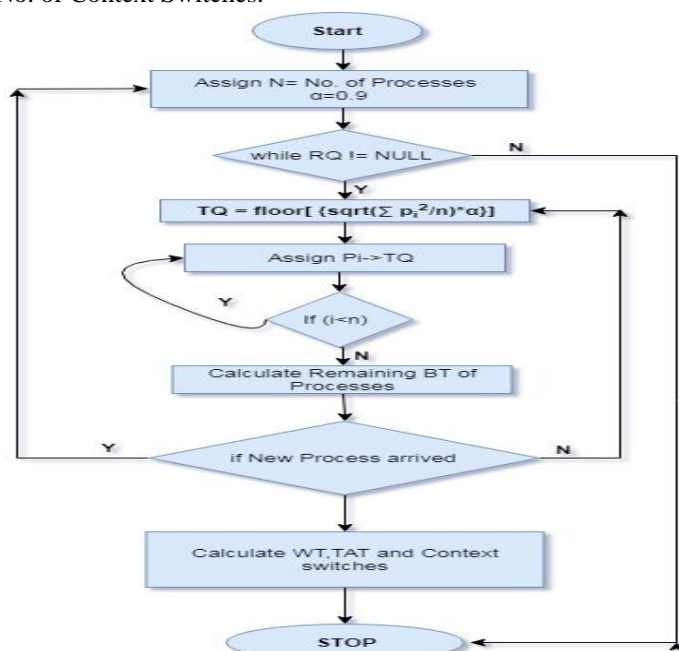 No. of Context Switches.
Start
Assign N= No. of Processes
α=0.9
while RQ != NULL
N
Y
TQ = floor[ {sqrt(∑ pᵢ²/n)*α}]
Assign Pi->TQ
Y
If (i<n)
N
Calculate Remaining BT of
Processes
Y
if New Process arrived
N
Calculate WT,TAT and Context
switches
STOP